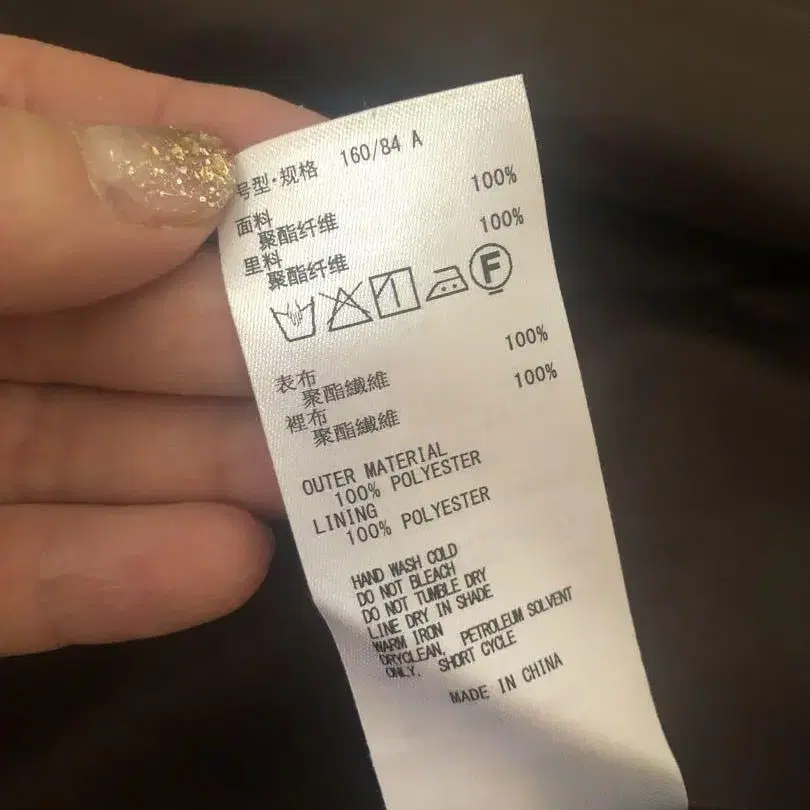 号型·规格 160/84 A
面料 100%
聚酯纤维
里料 100%
聚酯纤维
F
表布 100%
聚酯纖維
裡布 100%
聚酯纖維
OUTER MATERIAL
100% POLYESTER
LINING
100% POLYESTER
HAND WASH COLD
DO NOT BLEACH
DO NOT TUMBLE DRY
LINE DRY IN SHADE
WARM IRON
DRYCLEAN, PETROLEUM SOLVENT
ONLY, SHORT CYCLE
MADE IN CHINA